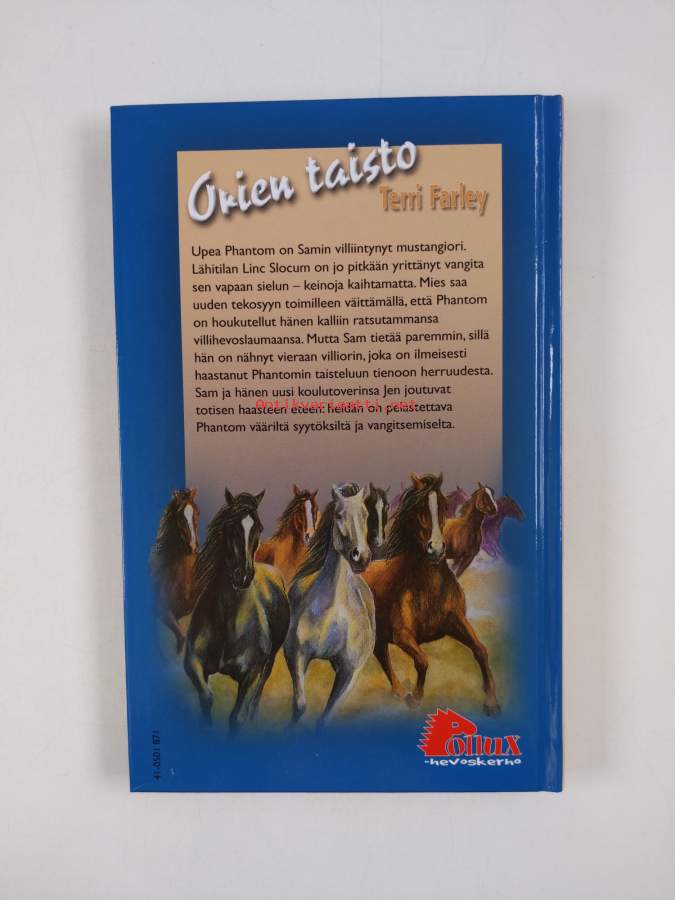 Orien taisto
Terri Farley
Upea Phantom on Samin villiintynyt mustangiori.
Lähitilan Linc Slocum on jo pitkään yrittänyt vangita
sen vapaan sielun – keinoja kaihtamatta. Mies saa
uuden tekosyyn toimilleen väittämällä, että Phantom
on houkutellut hänen kalliin ratsutammansa
villihevoslaumaansa. Mutta Sam tietää paremmin, sillä
hän on nähnyt vieraan villiorin, joka on ilmeisesti
haastanut Phantomin taisteluun tienoon herruudesta.
Sam ja hänen uusi koulutoverinsa Jen joutuvat
totisen haasteen eteen: heidän on pelastettava
Antikvariaatti.net
Phantom vääriltä syytöksiltä ja vangitsemiselta.
Pollux
-hevoskerho
41-0501 871